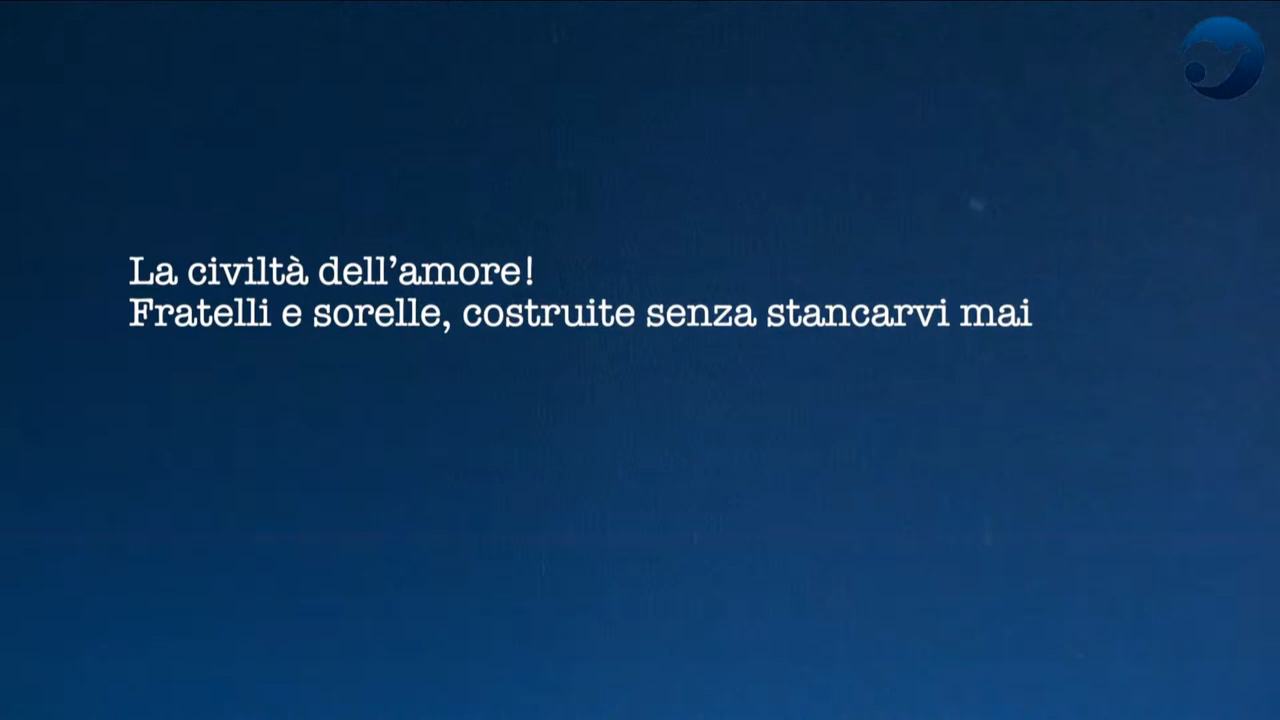 La civiltà dell’amore!
Fratelli e sorelle, costruite senza stancarvi mai